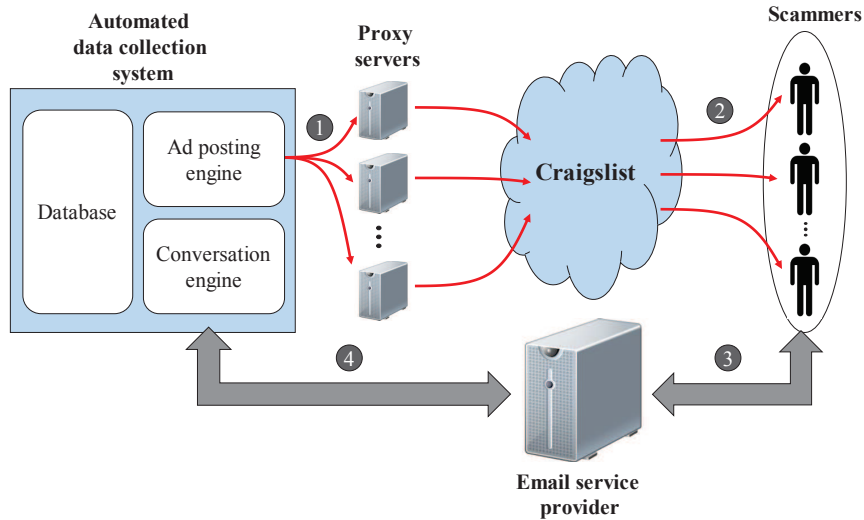 Automated
data collection
system
Proxy
servers
Scammers
1
2
Database
Ad posting
engine
Conversation
engine
Craigslist
4
3
Email service
provider